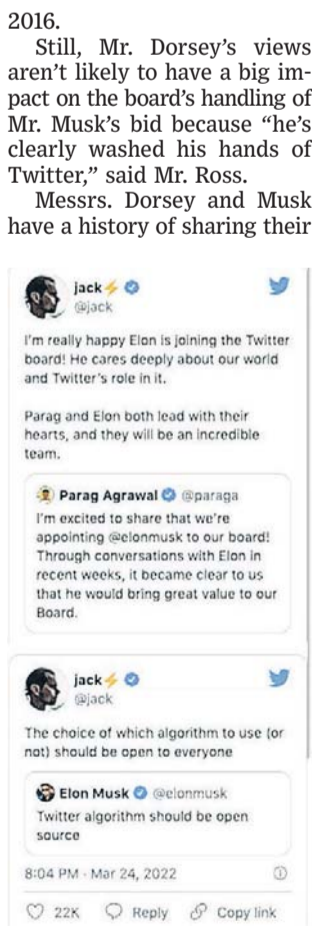 2016.
Still, Mr. Dorsey’s views
aren’t likely to have a big im-
pact on the board’s handling of
Mr. Musk’s bid because “he’s
clearly washed his hands of
Twitter,” said Mr. Ross.
Messrs. Dorsey and Musk
have a history of sharing their
jack⚡
@jack
I'm really happy Elon is joining the Twitter
board! He cares deeply about our world
and Twitter's role in it.
Parag and Elon both lead with their
hearts, and they will be an incredible
team.
Parag Agrawal @paraga
I'm excited to share that we're
appointing @elonmusk to our board!
Through conversations with Elon in
recent weeks, it became clear to us
that he would bring great value to our
Board.
jack⚡
@jack
The choice of which algorithm to use (or
not) should be open to everyone
Elon Musk @elonmusk
Twitter algorithm should be open
source
8:04 PM · Mar 24, 2022
22K Reply Copy link